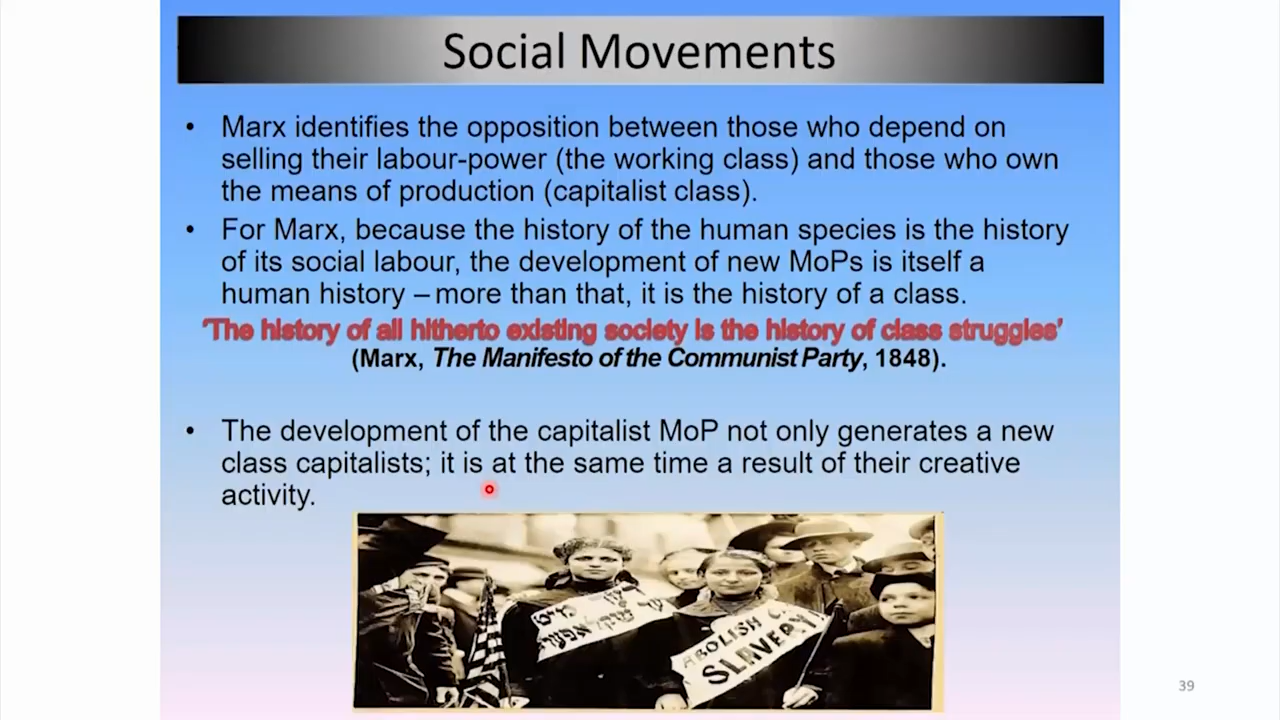 Social Movements
• Marx identifies the opposition between those who depend on
selling their labour-power (the working class) and those who own
the means of production (capitalist class).
• For Marx, because the history of the human species is the history
of its social labour, the development of new MoPs is itself a
human history – more than that, it is the history of a class.
'The history of all hitherto existing society is the history of class struggles'
(Marx, The Manifesto of the Communist Party, 1848).
• The development of the capitalist MoP not only generates a new
class capitalists; it is at the same time a result of their creative
activity.
ABOLISH
SLAVERY
39